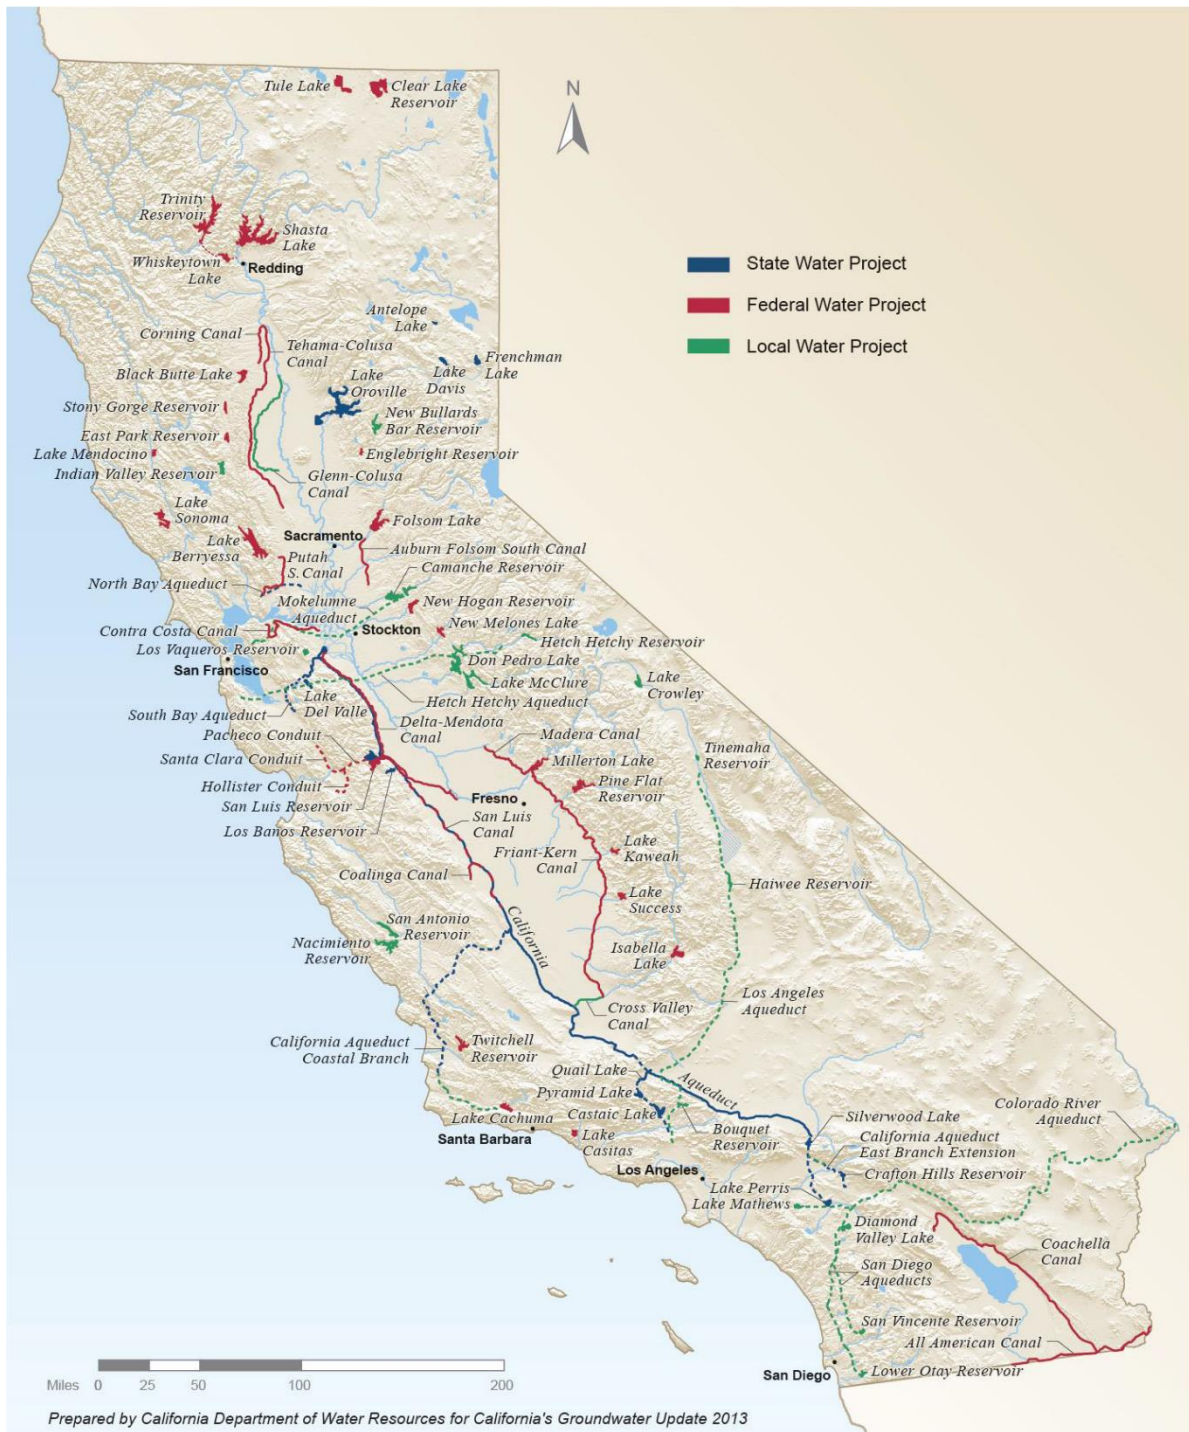 N
Tule Lake
Clear Lake
Reservoir
Trinity
Reservoir
Shasta
Lake
Whiskeytown
Lake
Redding
State Water Project
Federal Water Project
Local Water Project
Antelope
Lake
Corning Canal
Tehama-Colusa
Canal
Frenchman
Lake
Lake
Davis
Black Butte Lake
Lake
Oroville
Stony Gorge Reservoir
New Bullards
Bar Reservoir
East Park Reservoir
Lake Mendocino
Englebright Reservoir
Indian Valley Reservoir
Glenn-Colusa
Canal
Lake
Sonoma
Folsom Lake
Sacramento
Lake
Berryessa
Auburn Folsom South Canal
Putah
S. Canal
Camanche Reservoir
North Bay Aqueduct
Mokelumne
Aqueduct
New Hogan Reservoir
Contra Costa Canal
Stockton
New Melones Lake
Los Vaqueros Reservoir
Hetch Hetchy Reservoir
San Francisco
Don Pedro Lake
Lake McClure
Lake
Crowley
Lake
Del Valle
Hetch Hetchy Aqueduct
South Bay Aqueduct
Delta-Mendota
Canal
Pacheco Conduit
Madera Canal
Tinemaha
Reservoir
Santa Clara Conduit
Millerton Lake
Hollister Conduit
Pine Flat
Reservoir
San Luis Reservoir
Fresno
San Luis
Canal
Los Banos Reservoir
Lake
Kaweah
Friant-Kern
Canal
Coalinga Canal
Haiwee Reservoir
Lake
Success
San Antonio
Reservoir
California
Nacimiento
Reservoir
Isabella
Lake
Los Angeles
Aqueduct
Cross Valley
Canal
California Aqueduct
Coastal Branch
Twitchell
Reservoir
Quail Lake
Aqueduct
Pyramid Lake
Lake Cachuma
Castaic Lake
Silverwood Lake
Colorado River
Aqueduct
Santa Barbara
Bouquet
Reservoir
California Aqueduct
East Branch Extension
Lake
Casitas
Los Angeles
Crafton Hills Reservoir
Lake Perris
Lake Mathews
Diamond
Valley Lake
Coachella
Canal
San Diego
Aqueducts
San Vincente Reservoir
All American Canal
San Diego
Lower Otay Reservoir
Miles 0 25 50 100 200
Prepared by California Department of Water Resources for California's Groundwater Update 2013